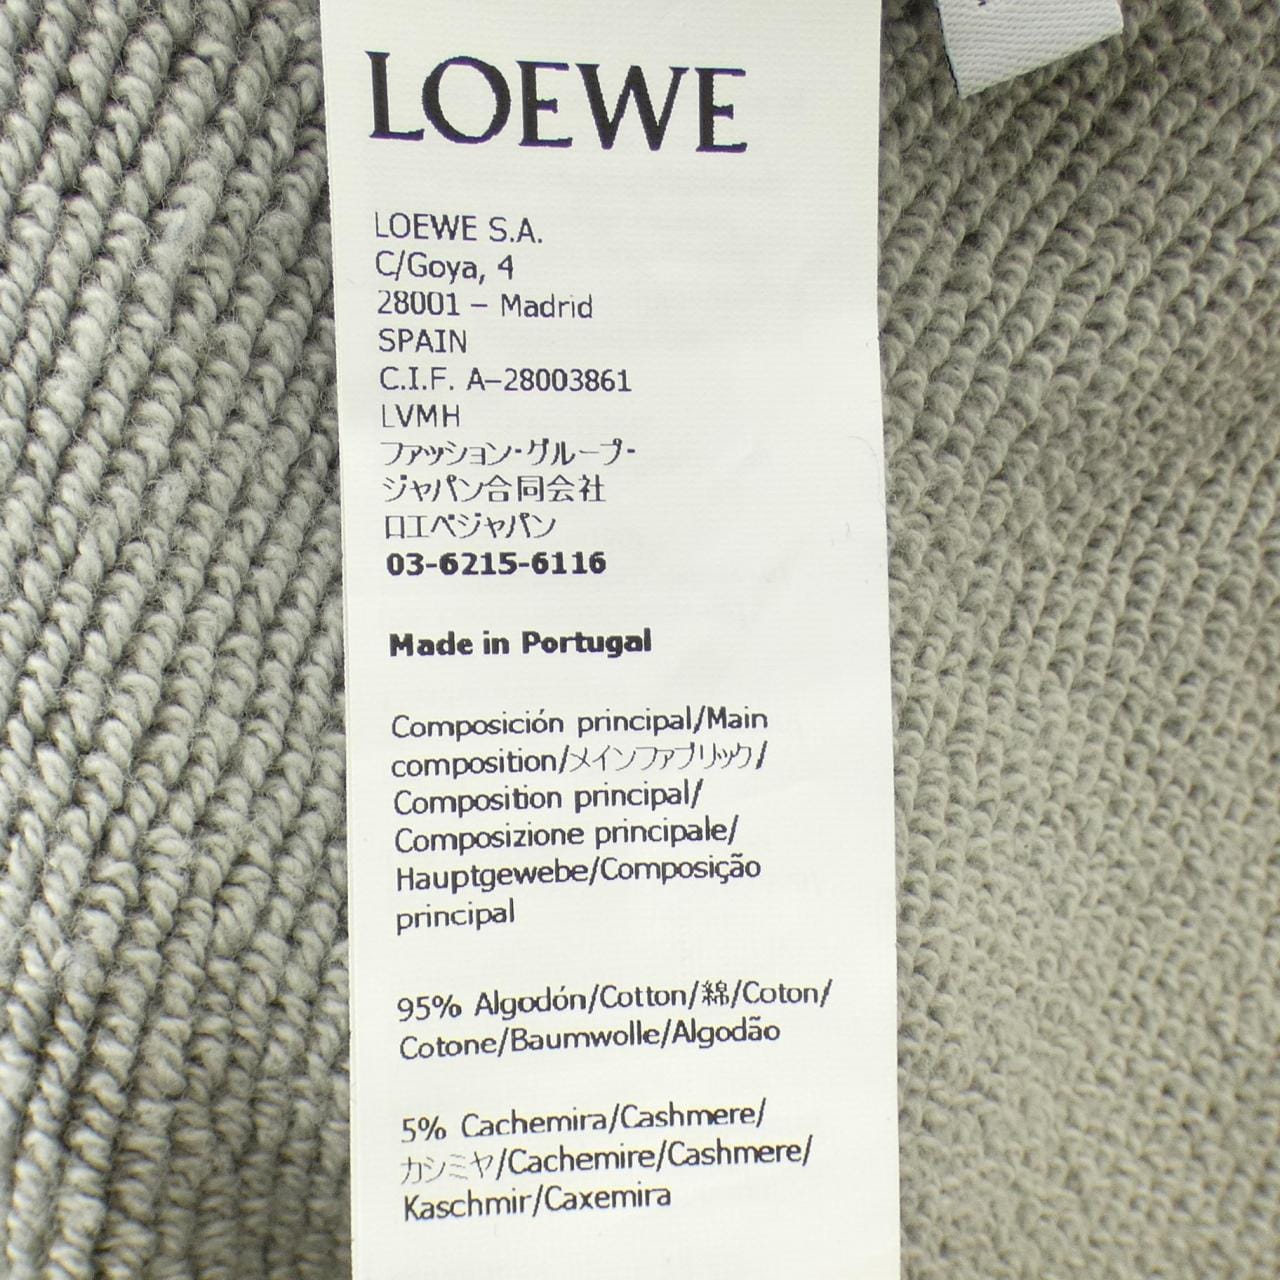 LOEWE
LOEWE S.A.
C/Goya, 4
28001 – Madrid
SPAIN
C.I.F. A–28003861
LVMH
ファッション・グループ・
ジャパン合同会社
ロエベジャパン
03-6215-6116
Made in Portugal
Composición principal/Main
composition/メインファブリック/
Composition principal/
Composizione principale/
Hauptgewebe/Composição
principal
95% Algodón/Cotton/綿/Coton/
Cotone/Baumwolle/Algodão
5% Cachemira/Cashmere/
カシミヤ/Cachemire/Cashmere/
Kaschmir/Caxemira